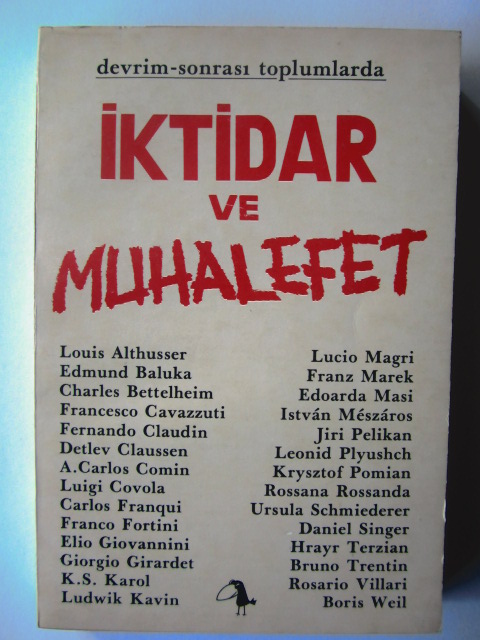 devrim-sonrası toplumlarda
İKTİDAR
VE
MUHALEFET
Louis Althusser
Edmund Baluka
Charles Bettelheim
Francesco Cavazzuti
Fernando Claudin
Detlev Claussen
A.Carlos Comin
Luigi Covola
Carlos Franqui
Franco Fortini
Elio Giovannini
Giorgio Girardet
K.S. Karol
Ludwik Kavin
Lucio Magri
Franz Marek
Edoarda Masi
István Mészáros
Jiri Pelikan
Leonid Plyushch
Krysztof Pomian
Rossana Rossanda
Ursula Schmiederer
Daniel Singer
Hrayr Terzian
Bruno Trentin
Rosario Villari
Boris Weil